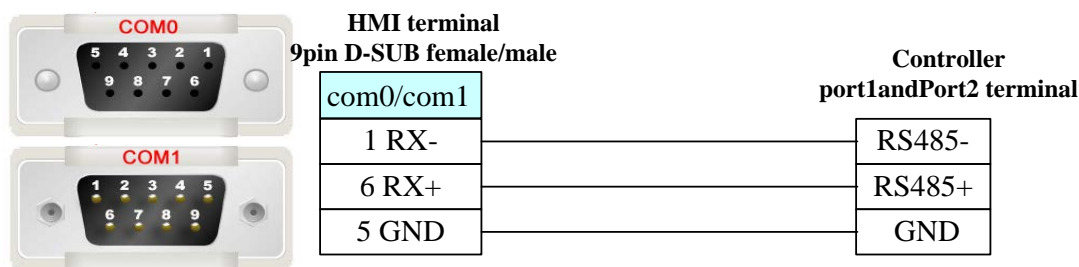 COM0
5 4 3 2 1
9 8 7 6
COM1
1 2 3 4 5
6 7 8 9
HMI terminal
9pin D-SUB female/male
com0/com1
1 RX-
6 RX+
5 GND
Controller
port1andPort2 terminal
RS485-
RS485+
GND